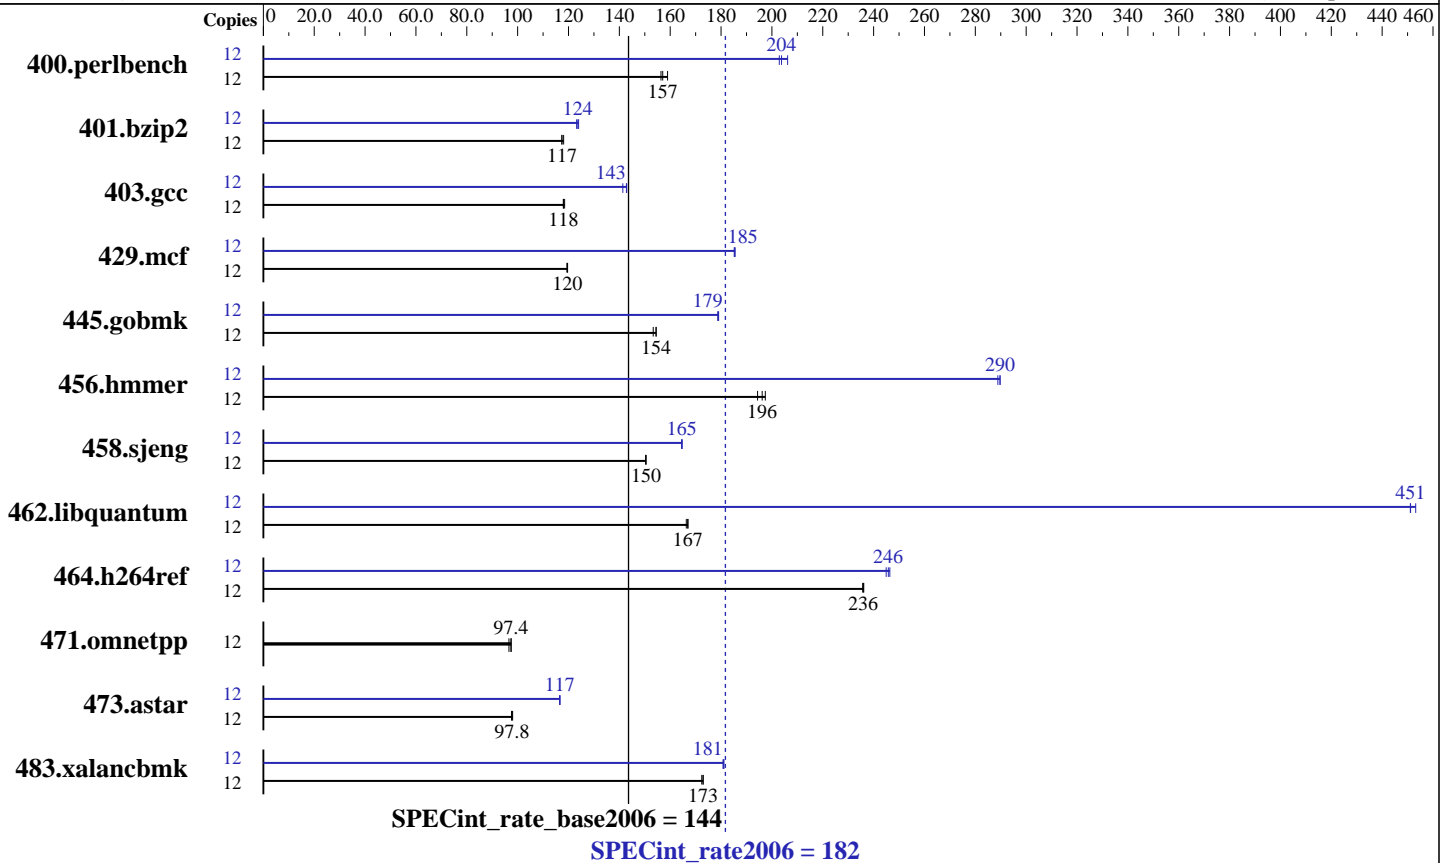 Copies 0 20.0 40.0 60.0 80.0 100 120 140 160 180 200 220 240 260 280 300 320 340 360 380 400 420 440 460
400.perlbench 12 204
12 157
401.bzip2 12 124
12 117
403.gcc 12 143
12 118
429.mcf 12 185
12 120
445.gobmk 12 179
12 154
456.hmmer 12 290
12 196
458.sjeng 12 165
12 150
462.libquantum 12 451
12 167
464.h264ref 12 246
12 236
471.omnetpp 12 97.4
473.astar 12 117
12 97.8
483.xalancbmk 12 181
12 173
SPECint_rate_base2006 = 144
SPECint_rate2006 = 182